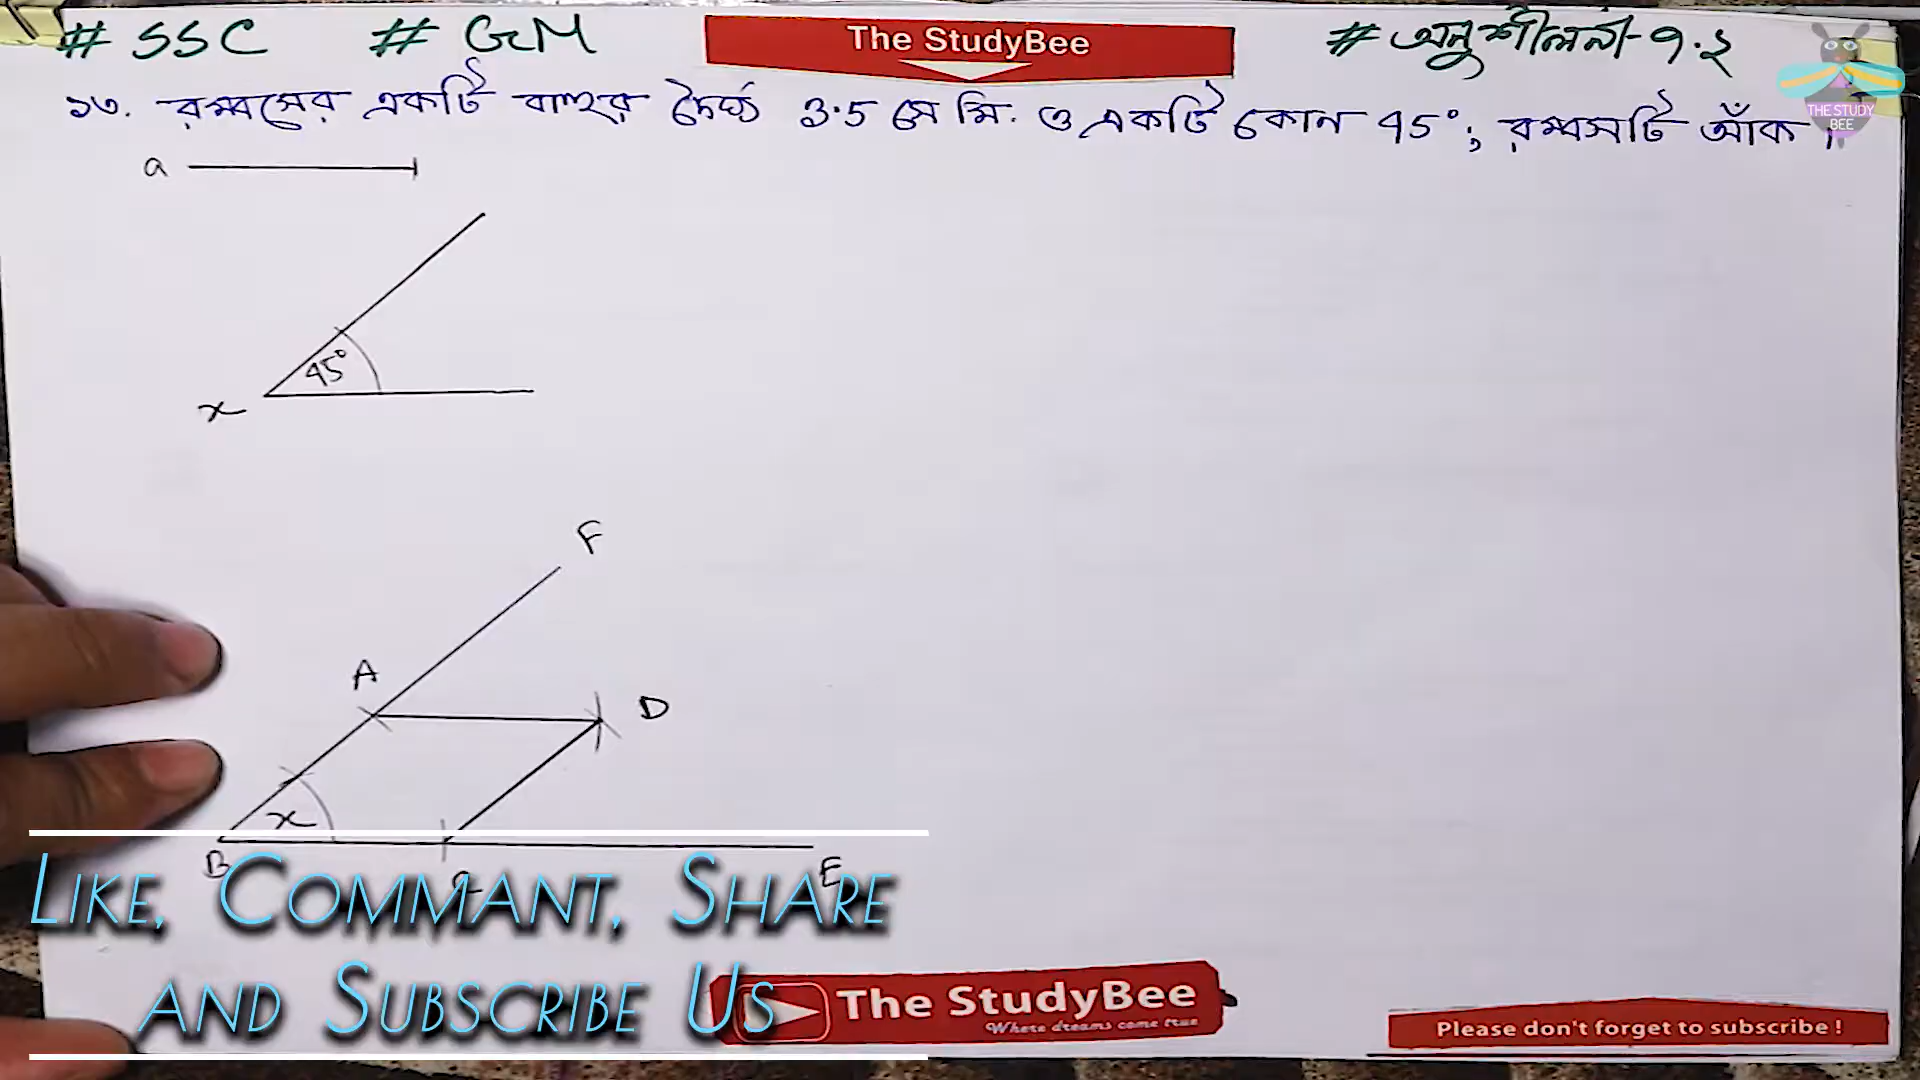 # SSC # GM The StudyBee # অনুশীলনী-৭.২
১৩. রম্বসের একটি বাহুর দৈর্ঘ্য 3.5 সে মি. ও একটি কোন 45°; রম্বসটি আঁক।
THE STUDY
BEE
a
45°
x
F
A
D
x
B C E
LIKE, COMMANT, SHARE
AND SUBSCRIBE US
The StudyBee
Where dreams come true
Please don't forget to subscribe !